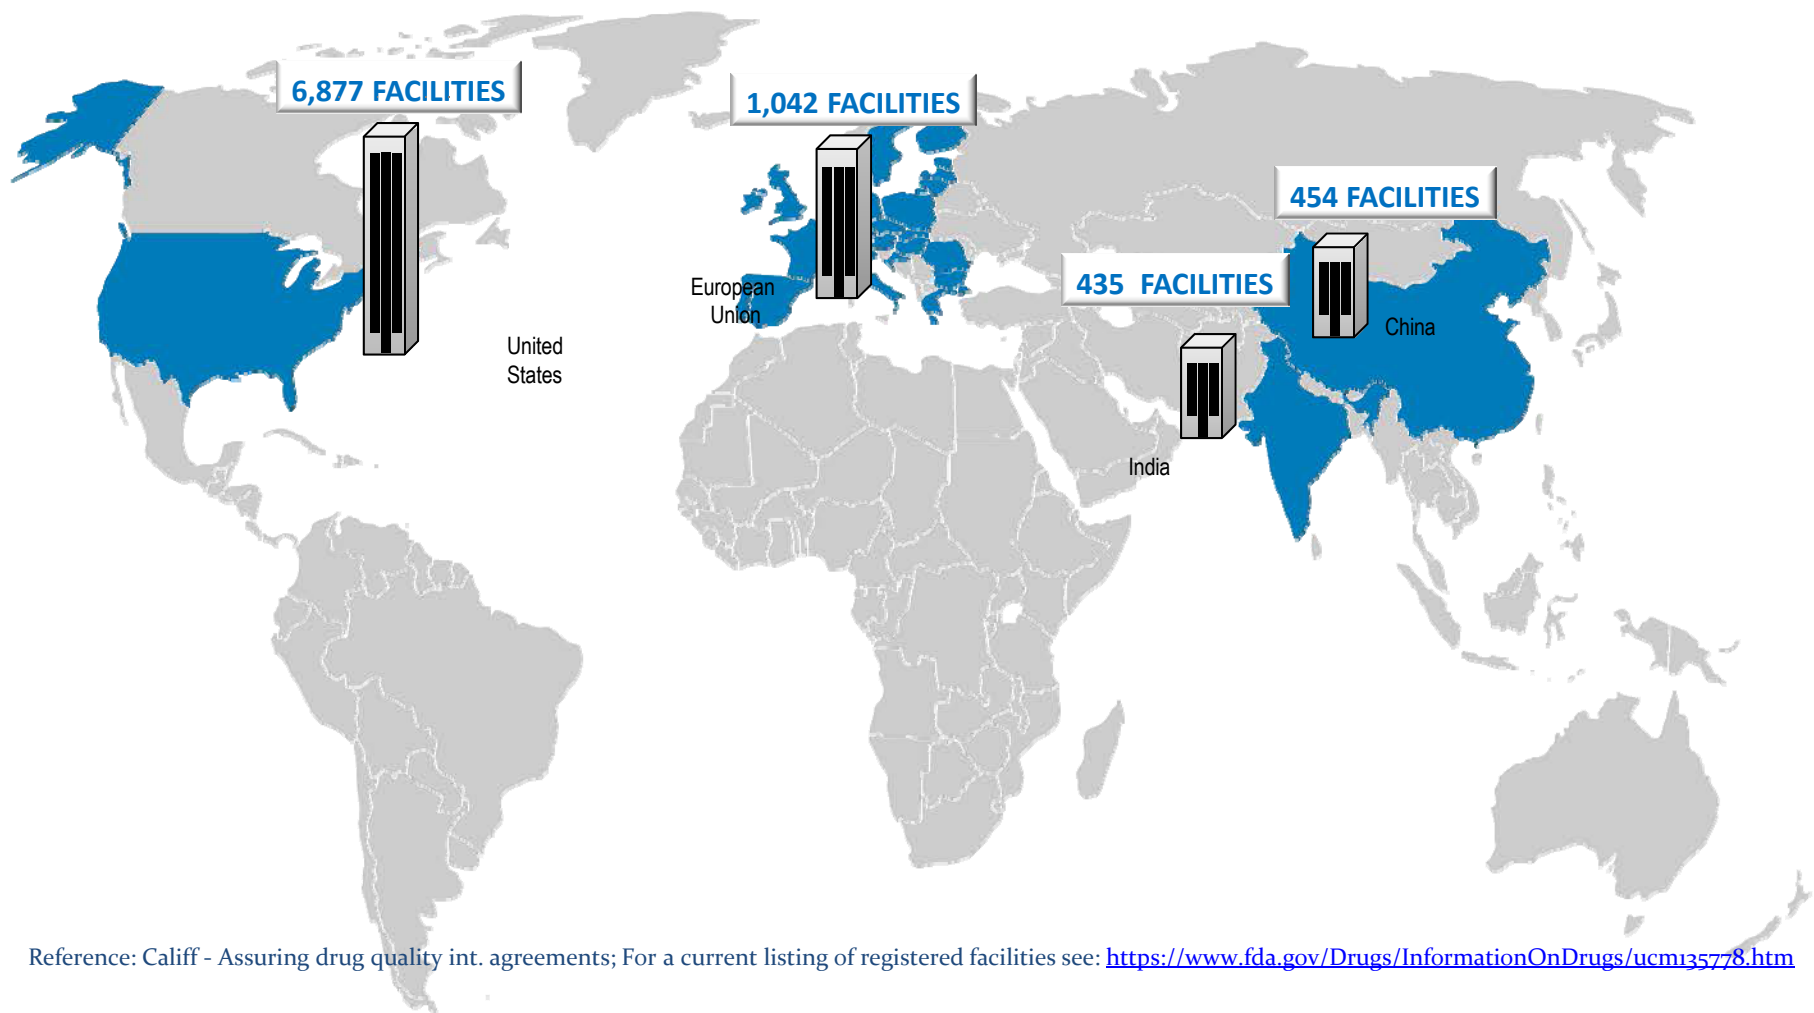 6,877 FACILITIES
1,042 FACILITIES
454 FACILITIES
435 FACILITIES
European
Union
China
United
States
India
Reference: Califf - Assuring drug quality int. agreements; For a current listing of registered facilities see: https://www.fda.gov/Drugs/InformationOnDrugs/ucm135778.htm